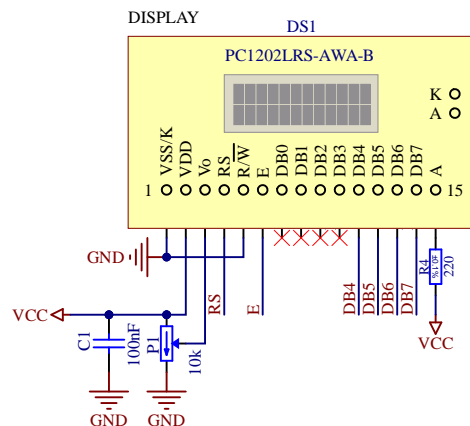 DISPLAY
DS1
PC1202LRS-AWA-B
K
A
VSS/K
VDD
Vo
RS
R/W
E
DB0
DB1
DB2
DB3
DB4
DB5
DB6
DB7
A
1
15
GND
RS
E
DB4
DB5
DB6
DB7
R4
220
VCC
VCC
C1
100nF
P1
10k
GND
GND